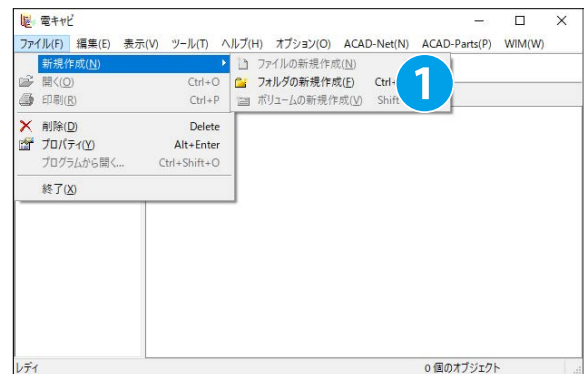 電キャビ
ファイル(F) 編集(E) 表示(V) ツール(T) ヘルプ(H) オプション(O) ACAD-Net(N) ACAD-Parts(P) WIM(W)
新規作成(N)
開く(O) Ctrl+O
印刷(R) Ctrl+P
削除(D) Delete
プロパティ(Y) Alt+Enter
プログラムから開く... Ctrl+Shift+O
終了(X)
ファイルの新規作成(N)
フォルダの新規作成(F) Ctrl+
ボリュームの新規作成(V) Shift
1
レディ
0 個のオブジェクト